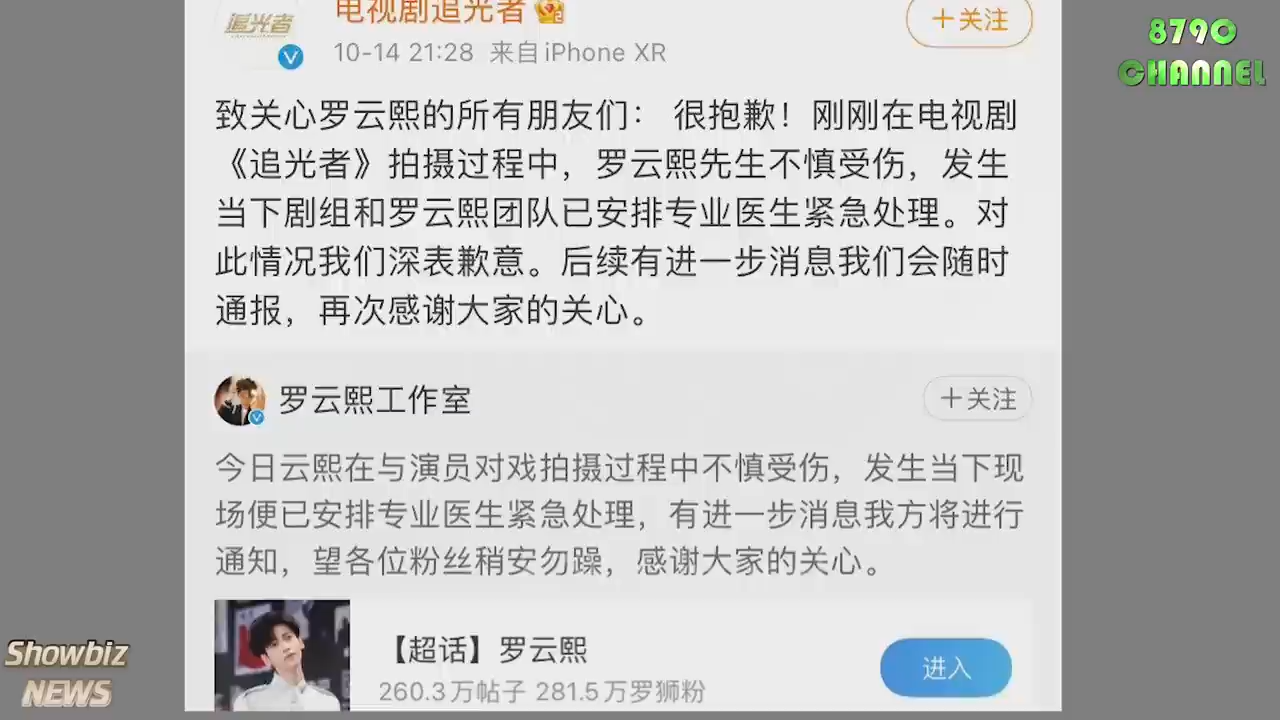 追光者
电视剧追光者
+关注
10-14 21:28 来自iPhone XR
8790
CHANNEL
致关心罗云熙的所有朋友们： 很抱歉！刚刚在电视剧
《追光者》拍摄过程中，罗云熙先生不慎受伤，发生
当下剧组和罗云熙团队已安排专业医生紧急处理。对
此情况我们深表歉意。后续有进一步消息我们会随时
通报，再次感谢大家的关心。
罗云熙工作室
+关注
今日云熙在与演员对戏拍摄过程中不慎受伤，发生当下现
场便已安排专业医生紧急处理，有进一步消息我方将进行
通知，望各位粉丝稍安勿躁，感谢大家的关心。
【超话】罗云熙
260.3万帖子 281.5万罗狮粉
进入
Showbiz
NEWS